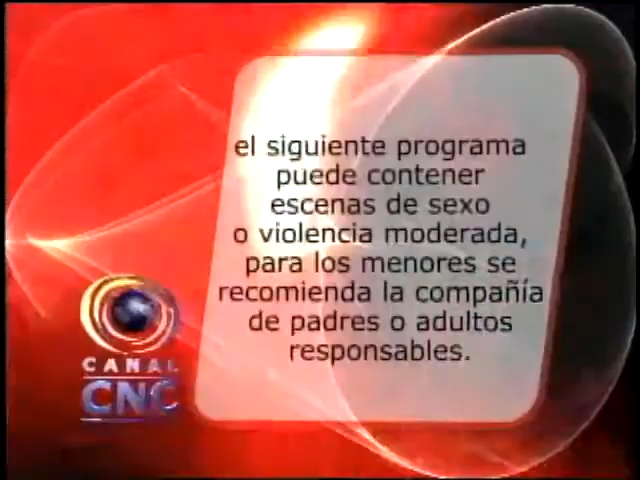 el siguiente programa
puede contener
escenas de sexo
o violencia moderada,
para los menores se
recomienda la compañía
de padres o adultos
responsables.
CANAL
CNC